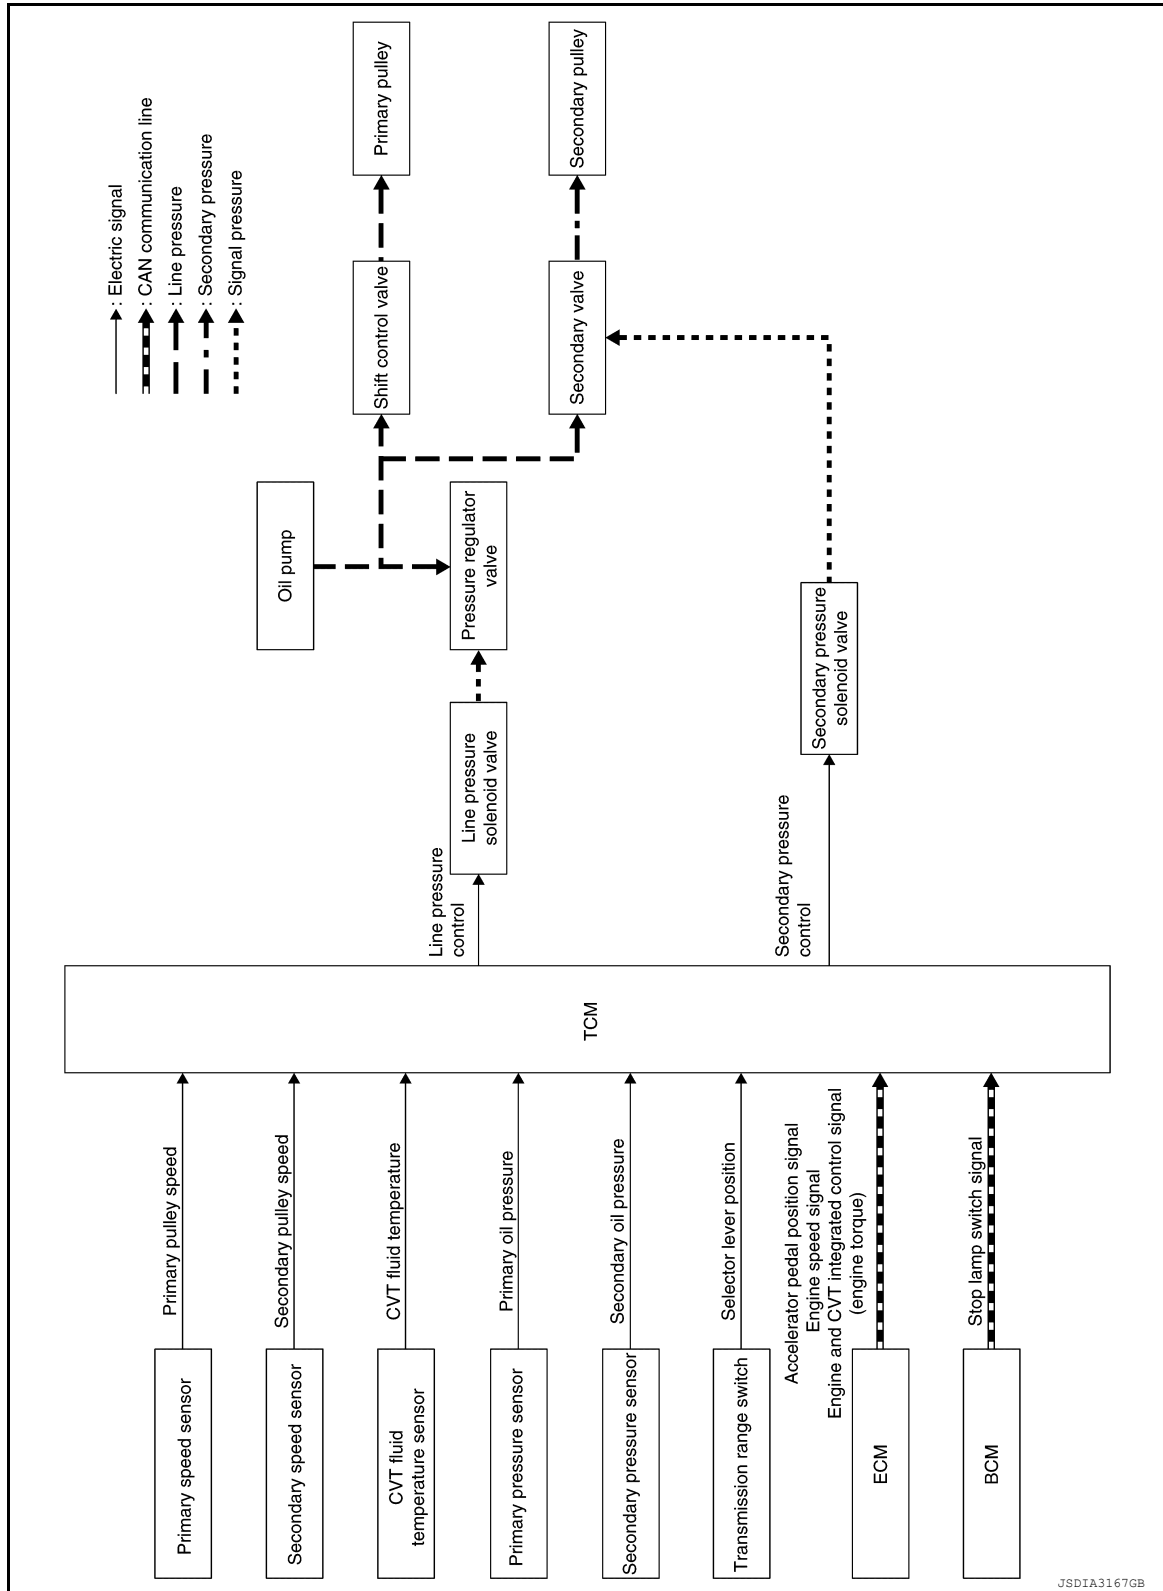 : Electric signal
: CAN communication line
: Line pressure
: Secondary pressure
: Signal pressure
Primary speed sensor
Primary pulley speed
Secondary speed sensor
Secondary pulley speed
CVT fluid
temperature sensor
CVT fluid temperature
Primary pressure sensor
Primary oil pressure
Secondary pressure sensor
Secondary oil pressure
Transmission range switch
Selector lever position
ECM
Accelerator pedal position signal
Engine speed signal
Engine and CVT integrated control signal
(engine torque)
BCM
Stop lamp switch signal
TCM
Line pressure
control
Line pressure
solenoid valve
Secondary pressure
control
Secondary pressure
solenoid valve
Oil pump
Pressure regulator
valve
Shift control valve
Primary pulley
Secondary valve
Secondary pulley
JSDIA3167GB